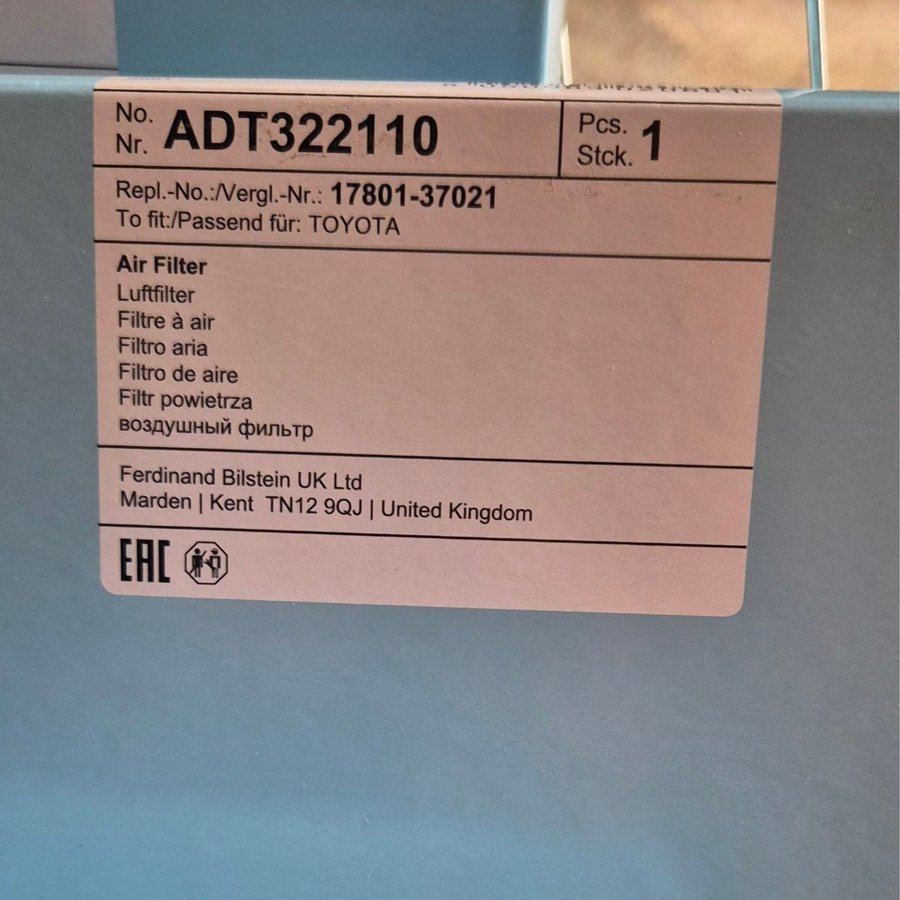 No.
Nr. ADT322110
Pcs.
Stck. 1
Repl.-No.:/Vergl.-Nr.: 17801-37021
To fit:/Passend für: TOYOTA
Air Filter
Luftfilter
Filtre à air
Filtro aria
Filtro de aire
Filtr powietrza
воздушный фильтр
Ferdinand Bilstein UK Ltd
Marden | Kent TN12 9QJ | United Kingdom
EAC